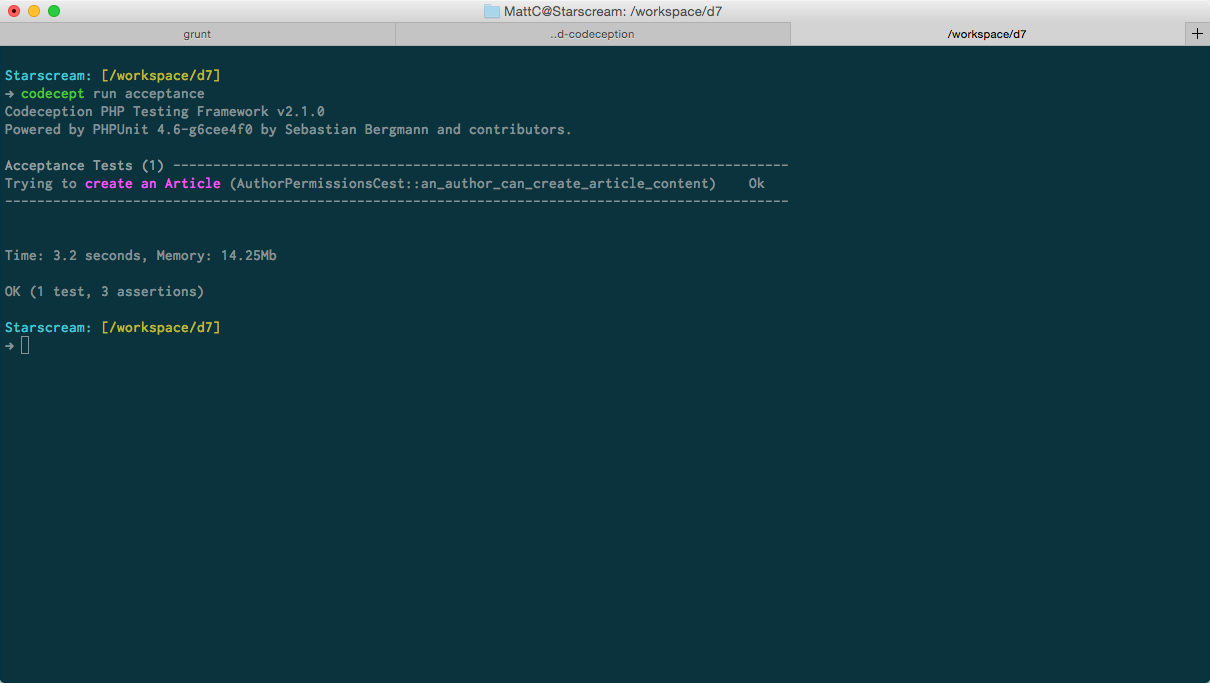 MattC@Starscream: /workspace/d7
grunt
..d-codeception
/workspace/d7
+
Starscream: [/workspace/d7]
→ codecept run acceptance
Codeception PHP Testing Framework v2.1.0
Powered by PHPUnit 4.6-g6cee4f0 by Sebastian Bergmann and contributors.
Acceptance Tests (1) -----------------------------------------------------------------------------
Trying to create an Article (AuthorPermissionsCest::an_author_can_create_article_content)    Ok
--------------------------------------------------------------------------------------------------
Time: 3.2 seconds, Memory: 14.25Mb
OK (1 test, 3 assertions)
Starscream: [/workspace/d7]
→